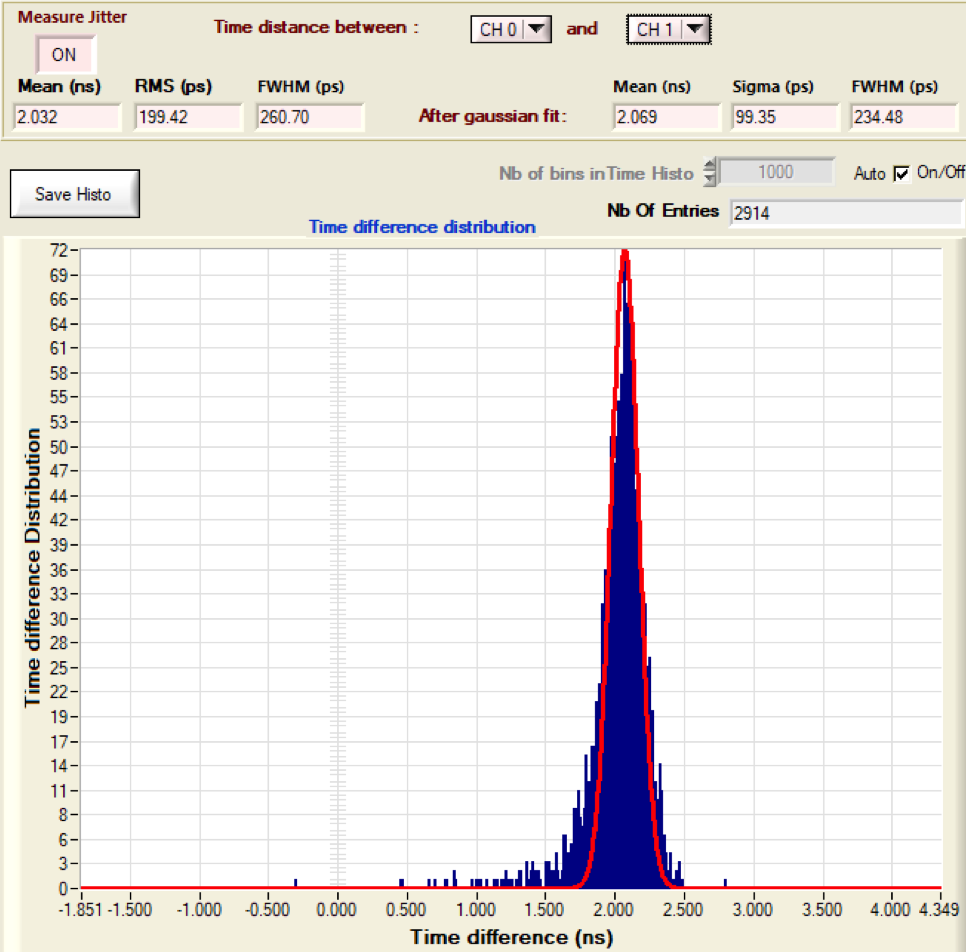 Measure Jitter
Time distance between : CH 0 and CH 1
ON
Mean (ns) RMS (ps) FWHM (ps) Mean (ns) Sigma (ps) FWHM (ps)
2.032 199.42 260.70 After gaussian fit: 2.069 99.35 234.48
Nb of bins in Time Histo 1000 Auto On/Off
Save Histo
Nb Of Entries 2914
Time difference distribution
72
69
66
64
61
58
55
53
50
47
44
42
39
36
33
30
28
25
22
19
17
14
11
8
6
3
0
Time difference Distribution
-1.851 -1.500 -1.000 -0.500 0.000 0.500 1.000 1.500 2.000 2.500 3.000 3.500 4.000 4.349
Time difference (ns)